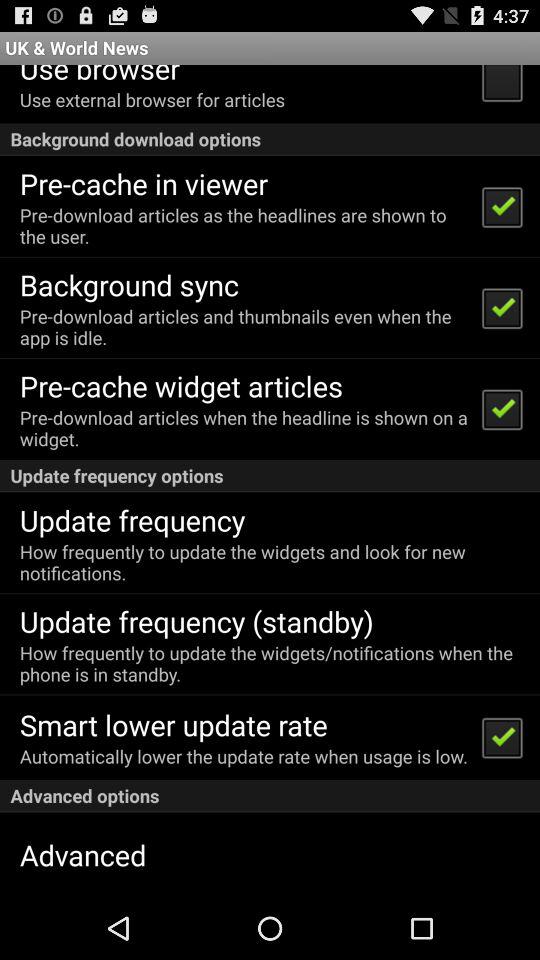 4:37
UK & World News
Use browser
Use external browser for articles
Background download options
Pre-cache in viewer
Pre-download articles as the headlines are shown to
the user.
Background sync
Pre-download articles and thumbnails even when the
app is idle.
Pre-cache widget articles
Pre-download articles when the headline is shown on a
widget.
Update frequency options
Update frequency
How frequently to update the widgets and look for new
notifications.
Update frequency (standby)
How frequently to update the widgets/notifications when the
phone is in standby.
Smart lower update rate
Automatically lower the update rate when usage is low.
Advanced options
Advanced